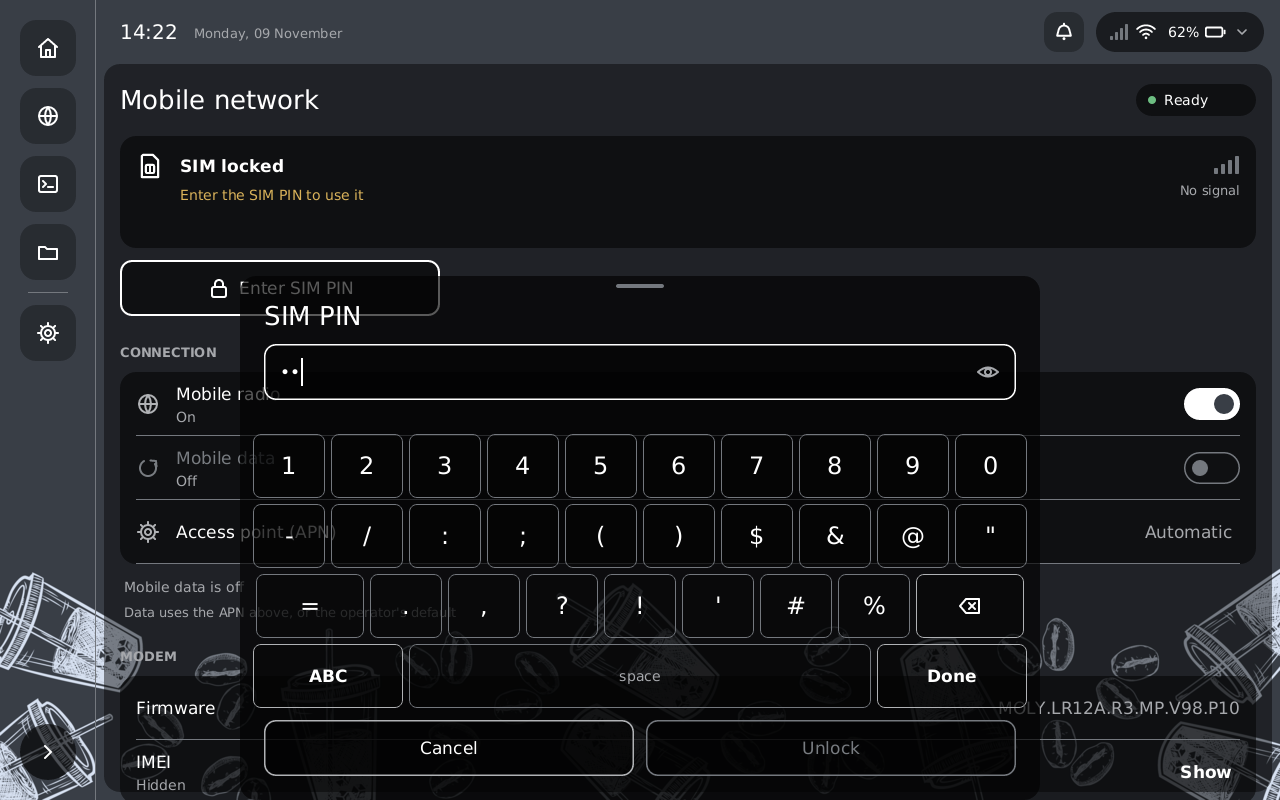 14:22 Monday, 09 November
62%
Mobile network
Ready
SIM locked
Enter the SIM PIN to use it
No signal
Enter SIM PIN
SIM PIN
••
CONNECTION
Mobile radio
On
Mobile data
Off
Access point (APN)
Automatic
Mobile data is off
Data uses the APN above, or the operator's default
MODEM
Firmware
MOLY.LR12A.R3.MP.V98.P10
IMEI
Hidden
Show
1 2 3 4 5 6 7 8 9 0
- / : ; ( ) $ & @ "
= . , ? ! ' # %
ABC space Done
Cancel Unlock